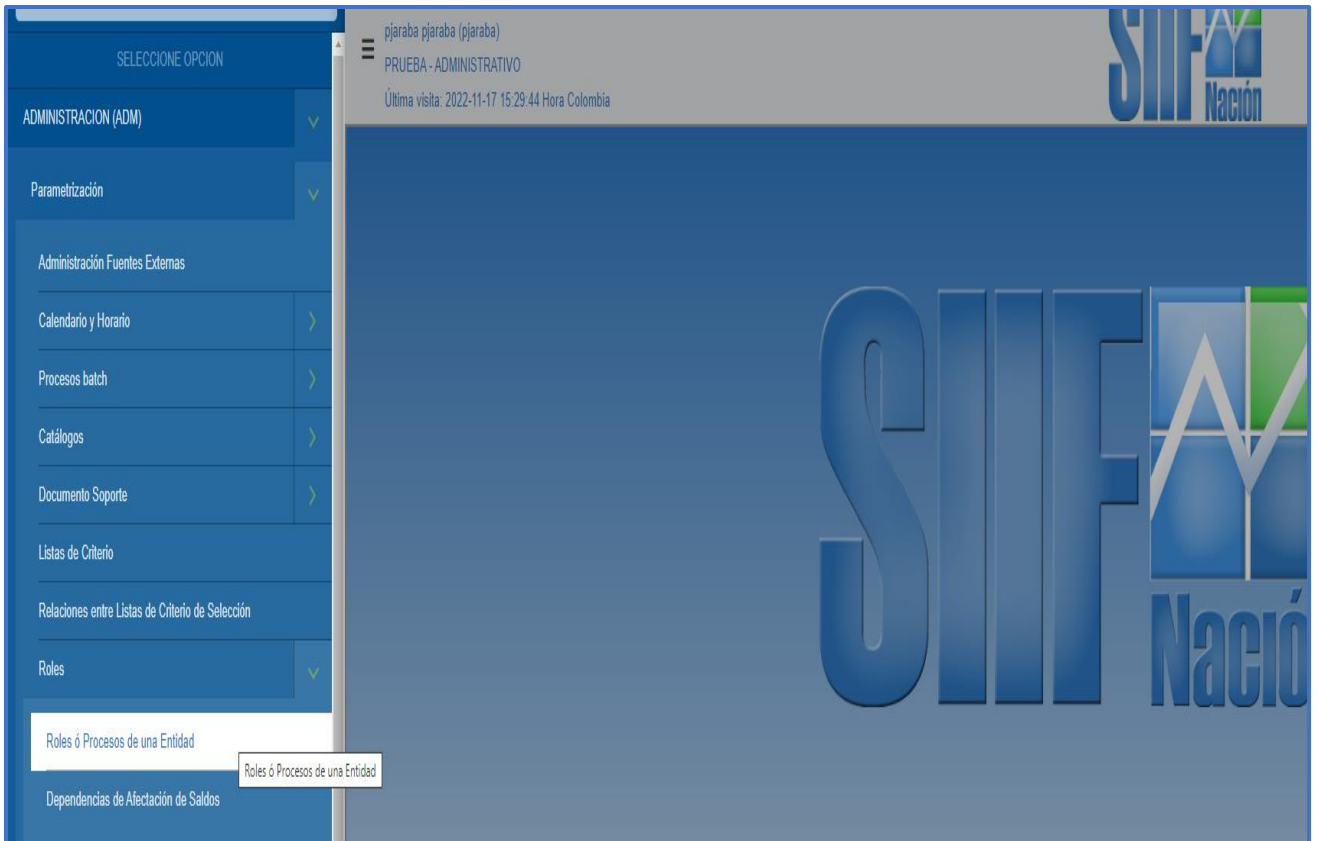 SELECCIONE OPCION
ADMINISTRACION (ADM)
Parametrización
Administración Fuentes Externas
Calendario y Horario
Procesos batch
Catálogos
Documento Soporte
Listas de Criterio
Relaciones entre Listas de Criterio de Selección
Roles
Roles ó Procesos de una Entidad
Roles ó Procesos de una Entidad
Dependencias de Afectación de Saldos
pjaraba pjaraba (pjaraba)
PRUEBA - ADMINISTRATIVO
Última visita: 2022-11-17 15:29:44 Hora Colombia
SIIF
Nación
SIIF
Nació